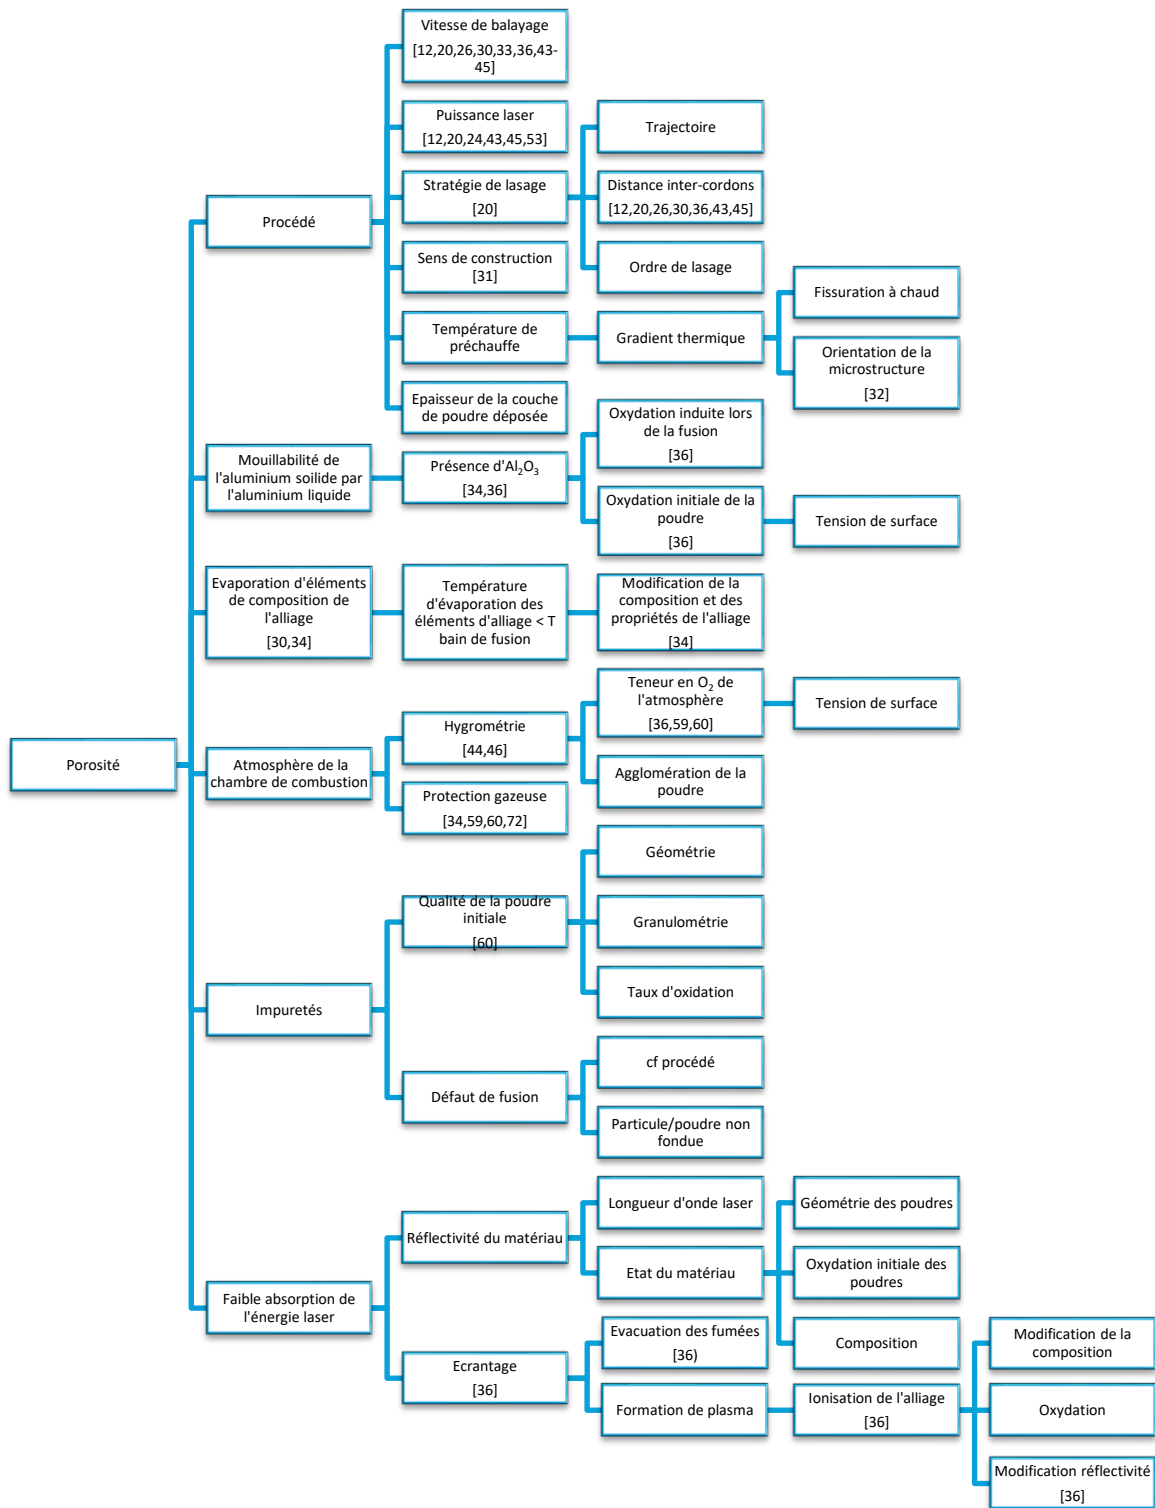 Porosité
Procédé
Vitesse de balayage
[12,20,26,30,33,36,43-
45]
Puissance laser
[12,20,24,43,45,53]
Stratégie de lasage
[20]
Trajectoire
Distance inter-cordons
[12,20,26,30,36,43,45]
Ordre de lasage
Sens de construction
[31]
Température de
préchauffe
Gradient thermique
Fissuration à chaud
Orientation de la
microstructure
[32]
Epaisseur de la couche
de poudre déposée
Mouillabilité de
l'aluminium soilide par
l'aluminium liquide
Présence d'Al₂O₃
[34,36]
Oxydation induite lors
de la fusion
[36]
Oxydation initiale de la
poudre
[36]
Tension de surface
Evaporation d'éléments
de composition de
l'alliage
[30,34]
Température
d'évaporation des
éléments d'alliage < T
bain de fusion
Modification de la
composition et des
propriétés de l'alliage
[34]
Atmosphère de la
chambre de combustion
Hygrométrie
[44,46]
Teneur en O₂ de
l'atmosphère
[36,59,60]
Tension de surface
Agglomération de la
poudre
Protection gazeuse
[34,59,60,72]
Impuretés
Qualité de la poudre
initiale
[60]
Géométrie
Granulométrie
Taux d'oxidation
Défaut de fusion
cf procédé
Particule/poudre non
fondue
Faible absorption de
l'énergie laser
Réflectivité du matériau
Longueur d'onde laser
Etat du matériau
Géométrie des poudres
Oxydation initiale des
poudres
Composition
Ecrantage
[36]
Evacuation des fumées
[36)
Formation de plasma
Ionisation de l'alliage
[36]
Modification de la
composition
Oxydation
Modification réflectivité
[36]